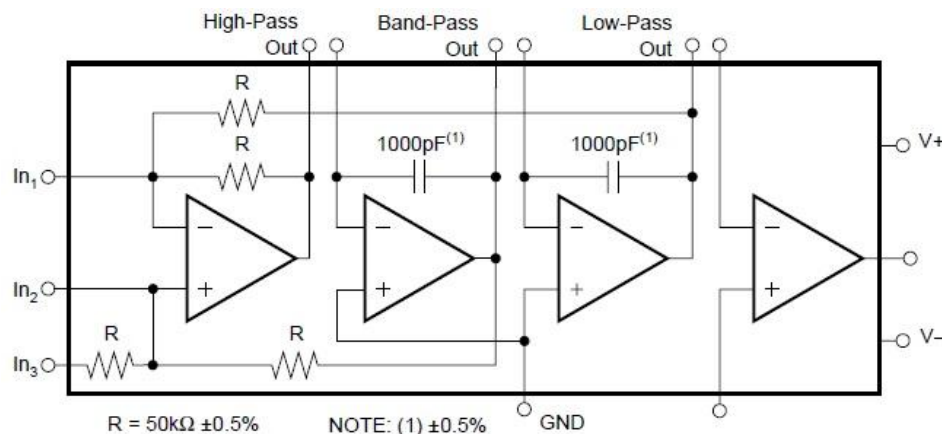 High-Pass Out
Band-Pass Out
Low-Pass Out
R
R
1000pF(1)
1000pF(1)
V+
In1
−
−
−
−
In2
+
+
+
+
R
R
In3
V−
GND
R = 50kΩ ±0.5%
NOTE: (1) ±0.5%